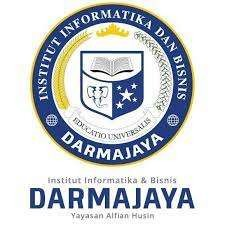 INSTITUT INFORMATIKA DAN BISNIS
EDUCATIO UNIVERSALIS
DARMAJAYA
Institut Informatika & Bisnis
DARMAJAYA
Yayasan Alfian Husin